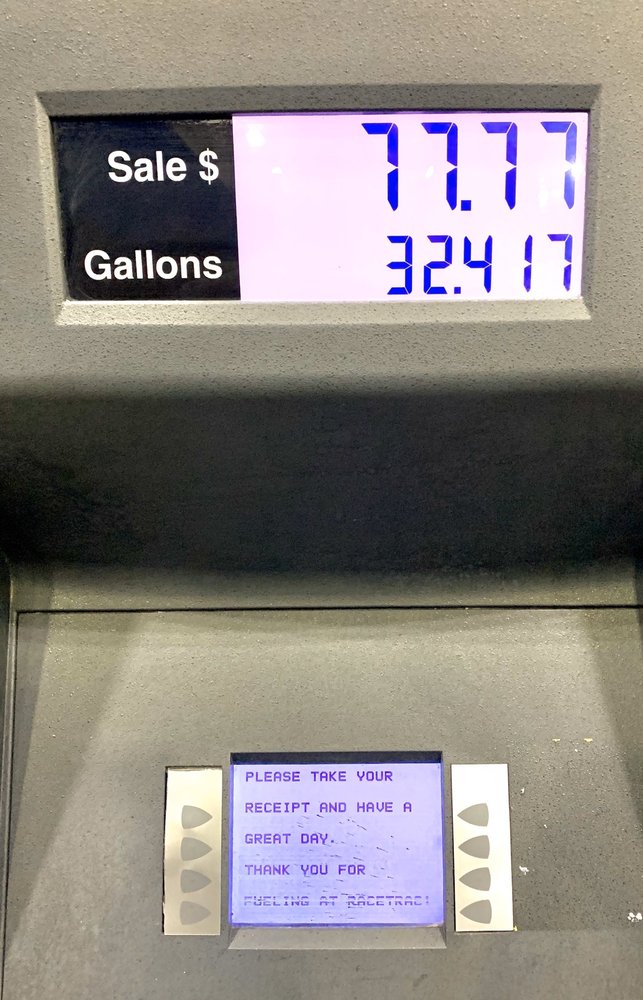 Sale $ 77.77
Gallons 32.417
PLEASE TAKE YOUR
RECEIPT AND HAVE A
GREAT DAY.
THANK YOU FOR
FUELING AT RACETRAC!